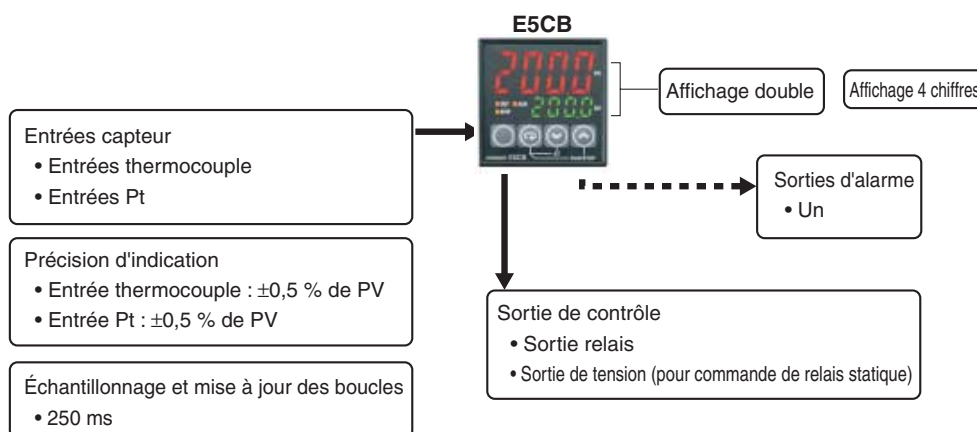 E5CB
2000
2000
Affichage double
Affichage 4 chiffres
Entrées capteur
• Entrées thermocouple
• Entrées Pt
Sorties d'alarme
• Un
Précision d'indication
• Entrée thermocouple : ±0,5 % de PV
• Entrée Pt : ±0,5 % de PV
Sortie de contrôle
• Sortie relais
• Sortie de tension (pour commande de relais statique)
Échantillonnage et mise à jour des boucles
• 250 ms